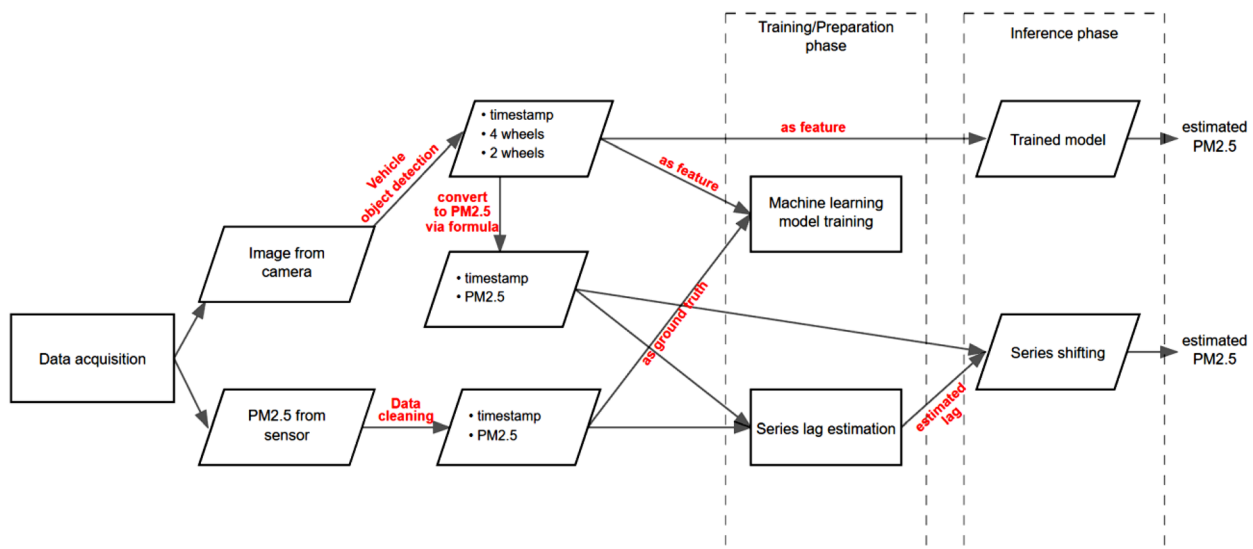 Training/Preparation
phase
Inference phase
• timestamp
• 4 wheels
• 2 wheels
as feature
Trained model
estimated
PM2.5
Vehicle
object detection
as feature
convert
to PM2.5
via formula
Machine learning
model training
Image from
camera
• timestamp
• PM2.5
as ground truth
Data acquisition
Series shifting
estimated
PM2.5
PM2.5 from
sensor
Data
cleaning
• timestamp
• PM2.5
Series lag estimation
estimated
lag